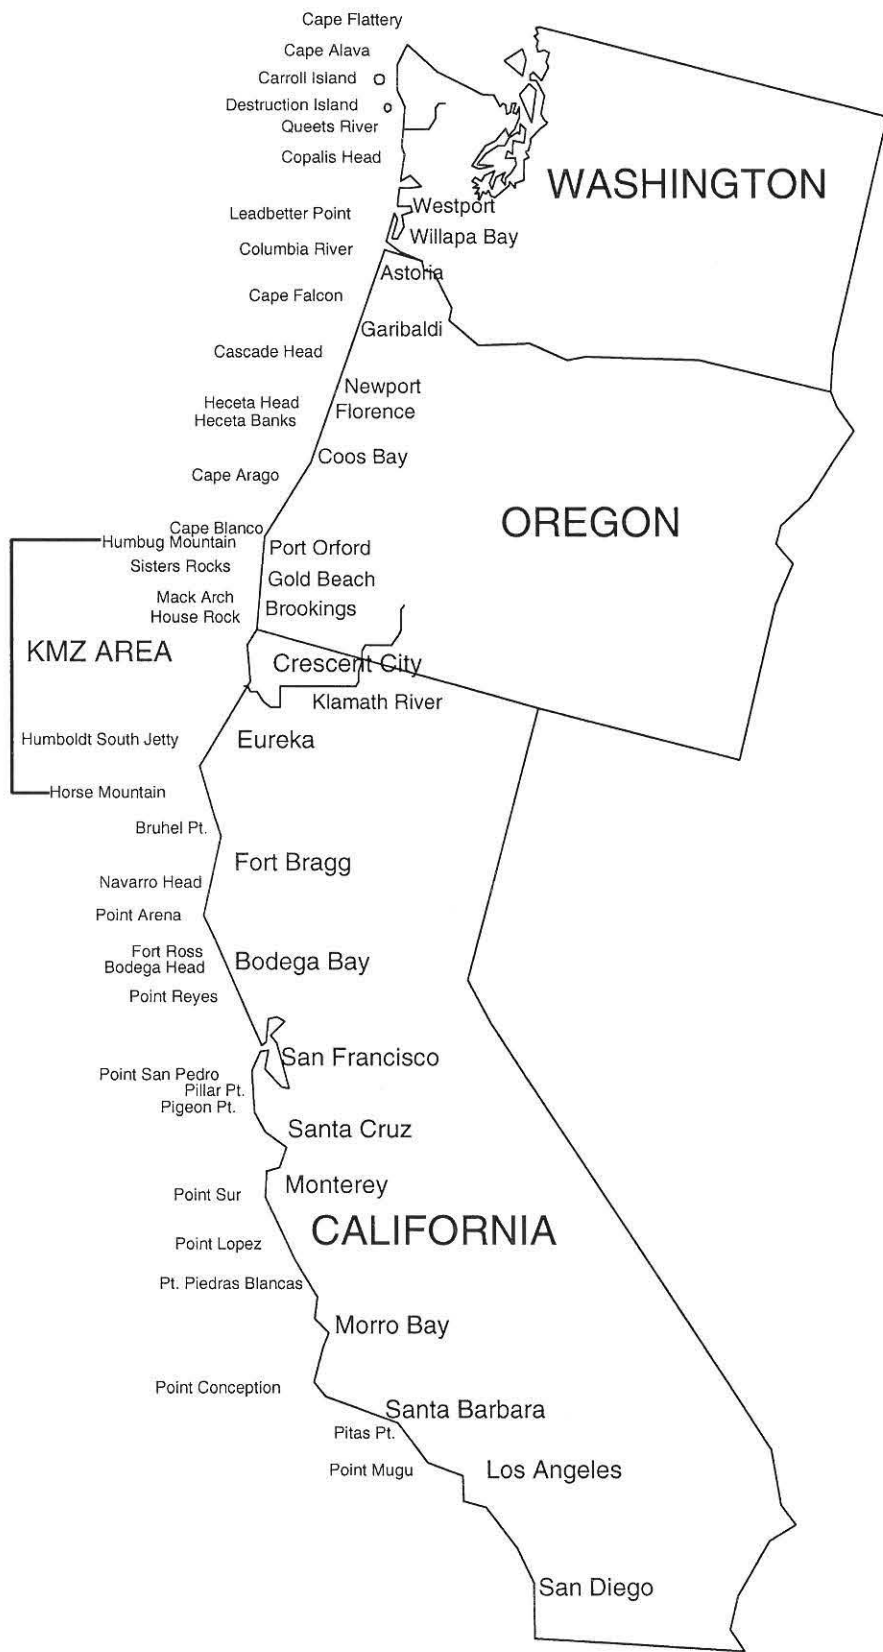 Cape Flattery
Cape Alava
Carroll Island
Destruction Island
Queets River
Copalis Head
WASHINGTON
Westport
Leadbetter Point
Willapa Bay
Columbia River
Astoria
Cape Falcon
Garibaldi
Cascade Head
Newport
Heceta Head
Florence
Heceta Banks
Coos Bay
Cape Arago
OREGON
Cape Blanco
Humbug Mountain
Port Orford
Sisters Rocks
Gold Beach
Mack Arch
Brookings
House Rock
KMZ AREA
Crescent City
Klamath River
Humboldt South Jetty
Eureka
Horse Mountain
Bruhel Pt.
Fort Bragg
Navarro Head
Point Arena
Fort Ross
Bodega Bay
Bodega Head
Point Reyes
San Francisco
Point San Pedro
Pillar Pt.
Pigeon Pt.
Santa Cruz
Monterey
Point Sur
CALIFORNIA
Point Lopez
Pt. Piedras Blancas
Morro Bay
Point Conception
Santa Barbara
Pitas Pt.
Point Mugu
Los Angeles
San Diego